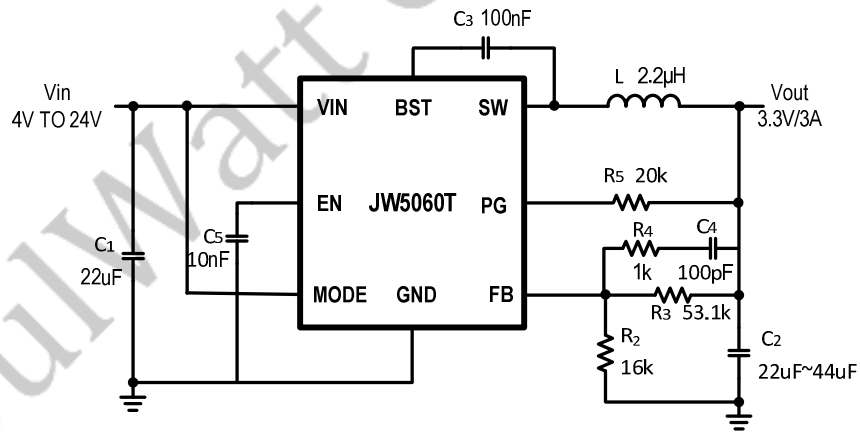 C3 100nF
Vin
4V TO 24V
VIN
BST
SW
L 2.2µH
Vout
3.3V/3A
EN
JW5060T
PG
R5 20k
C5
10nF
C1
22uF
R4
1k
C4
100pF
MODE
GND
FB
R3 53.1k
R2
16k
C2
22uF~44uF
ulWatt